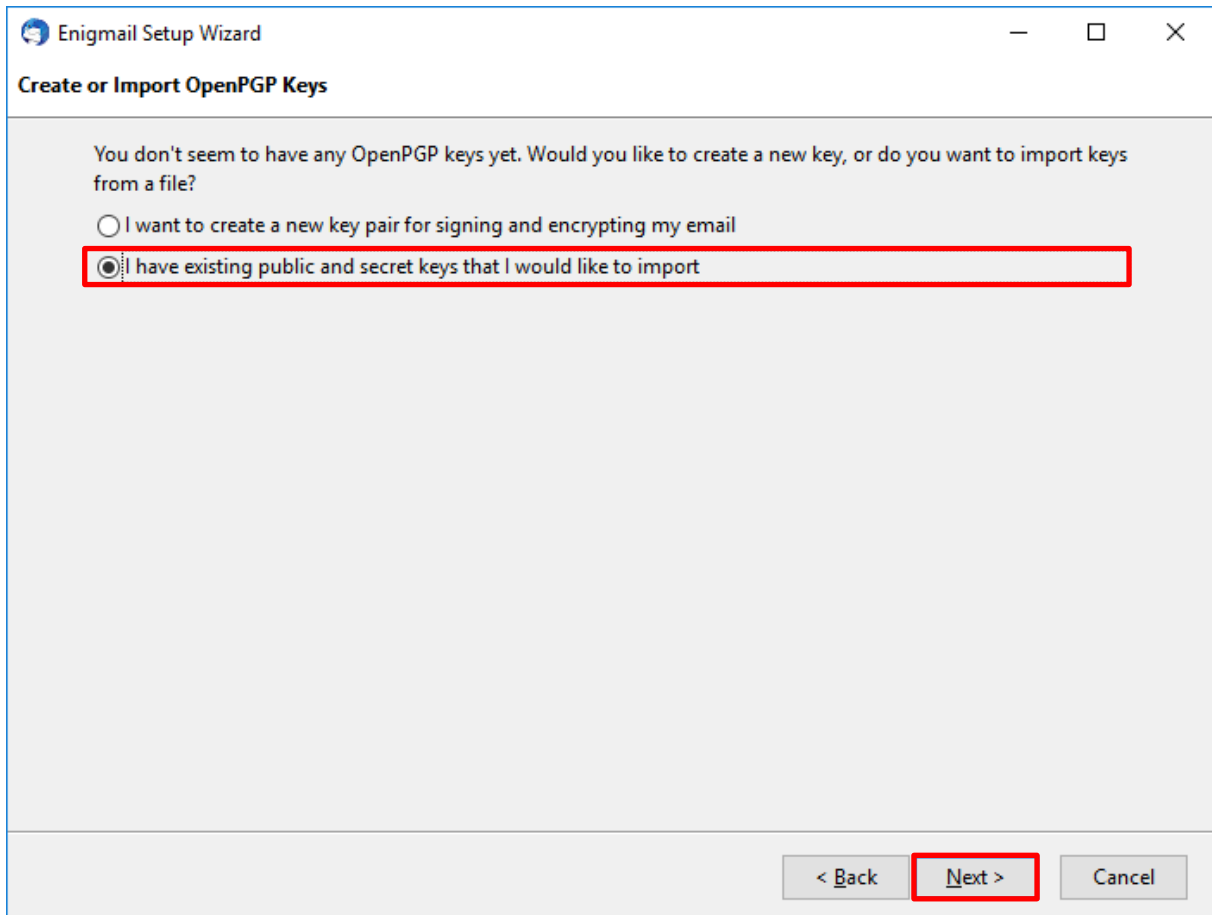 Enigmail Setup Wizard
Create or Import OpenPGP Keys
You don't seem to have any OpenPGP keys yet. Would you like to create a new key, or do you want to import keys
from a file?
I want to create a new key pair for signing and encrypting my email
I have existing public and secret keys that I would like to import
< Back Next > Cancel